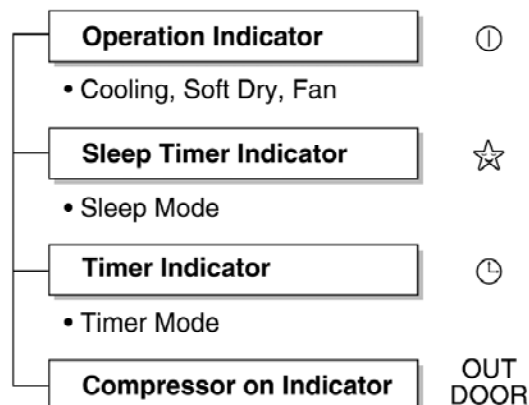 Operation Indicator
• Cooling, Soft Dry, Fan
Sleep Timer Indicator
• Sleep Mode
Timer Indicator
• Timer Mode
Compressor on Indicator
OUT
DOOR